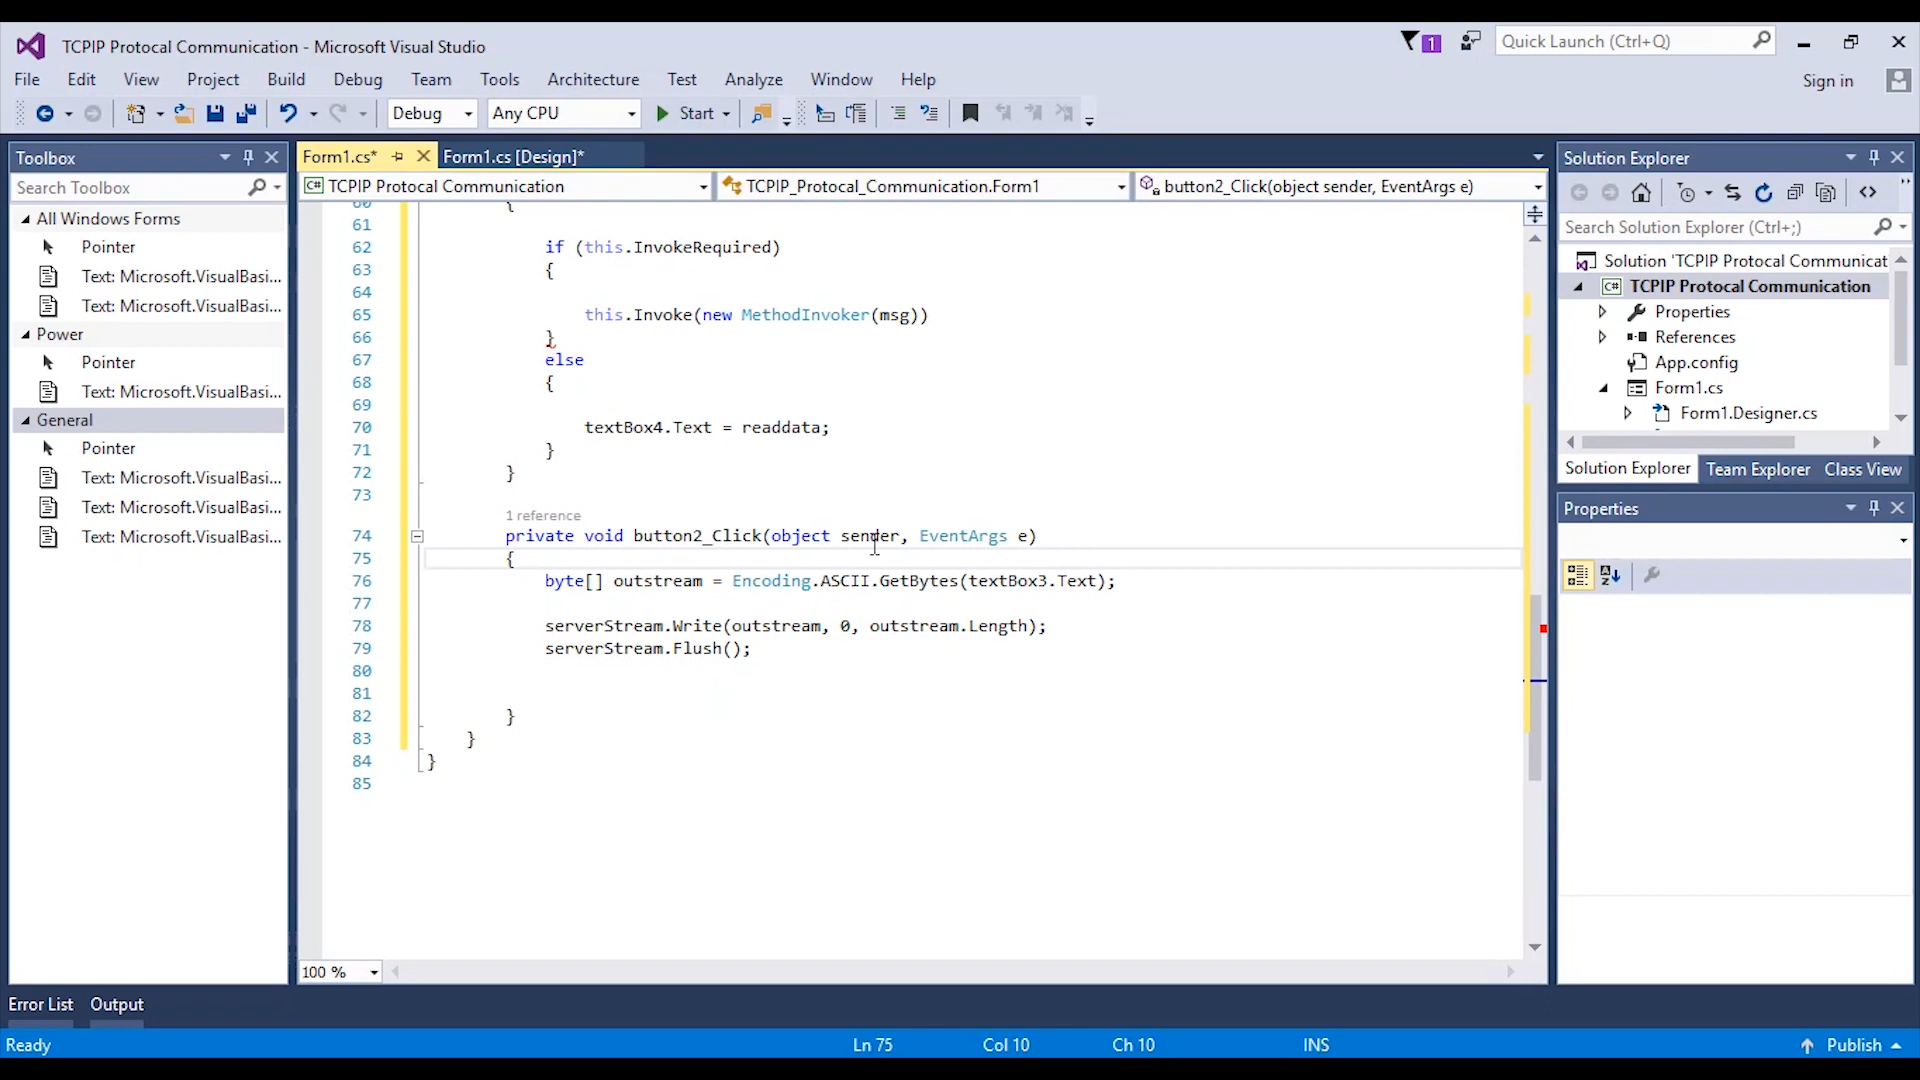 TCPIP Protocal Communication - Microsoft Visual Studio
1
Quick Launch (Ctrl+Q)
File Edit View Project Build Debug Team Tools Architecture Test Analyze Window Help
Sign in
Debug Any CPU Start
Toolbox
Search Toolbox
All Windows Forms
Pointer
Text: Microsoft.VisualBasi...
Text: Microsoft.VisualBasi...
Power
Pointer
Text: Microsoft.VisualBasi...
General
Pointer
Text: Microsoft.VisualBasi...
Text: Microsoft.VisualBasi...
Text: Microsoft.VisualBasi...
Form1.cs* Form1.cs [Design]*
C# TCPIP Protocal Communication TCPIP_Protocal_Communication.Form1 button2_Click(object sender, EventArgs e)
60 {
61
62 if (this.InvokeRequired)
63 {
64
65 this.Invoke(new MethodInvoker(msg))
66 }
67 else
68 {
69
70 textBox4.Text = readdata;
71 }
72 }
73
1 reference
74 private void button2_Click(object sender, EventArgs e)
75 {
76 byte[] outstream = Encoding.ASCII.GetBytes(textBox3.Text);
77
78 serverStream.Write(outstream, 0, outstream.Length);
79 serverStream.Flush();
80
81
82 }
83 }
84 }
85
100 %
Solution Explorer
Search Solution Explorer (Ctrl+;)
Solution 'TCPIP Protocal Communicat
C# TCPIP Protocal Communication
Properties
References
App.config
Form1.cs
Form1.Designer.cs
Solution Explorer Team Explorer Class View
Properties
Error List Output
Ready Ln 75 Col 10 Ch 10 INS Publish